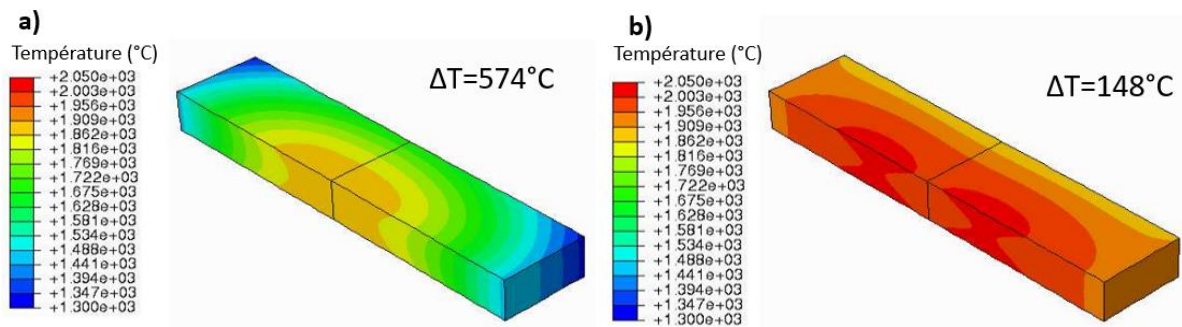 a)
Température (°C)
+2.050e+03
+2.003e+03
+1.956e+03
+1.909e+03
+1.862e+03
+1.816e+03
+1.769e+03
+1.722e+03
+1.675e+03
+1.628e+03
+1.581e+03
+1.534e+03
+1.488e+03
+1.441e+03
+1.394e+03
+1.347e+03
+1.300e+03
ΔT=574°C
b)
Température (°C)
+2.050e+03
+2.003e+03
+1.956e+03
+1.909e+03
+1.862e+03
+1.816e+03
+1.769e+03
+1.722e+03
+1.675e+03
+1.628e+03
+1.581e+03
+1.534e+03
+1.488e+03
+1.441e+03
+1.394e+03
+1.347e+03
+1.300e+03
ΔT=148°C